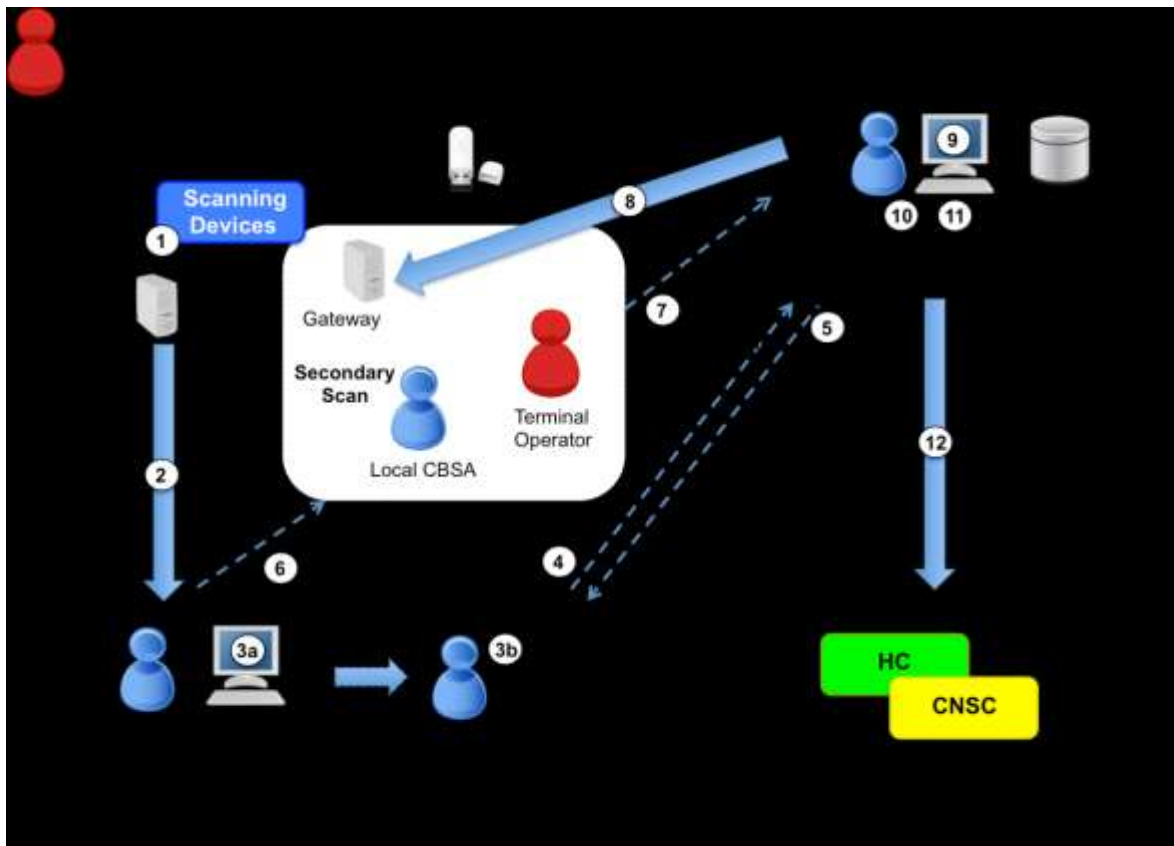 9
Scanning
Devices
8
10
11
1
Gateway
7
5
Secondary
Scan
Terminal
Operator
12
2
Local CBSA
4
6
3a
3b
HC
CNSC